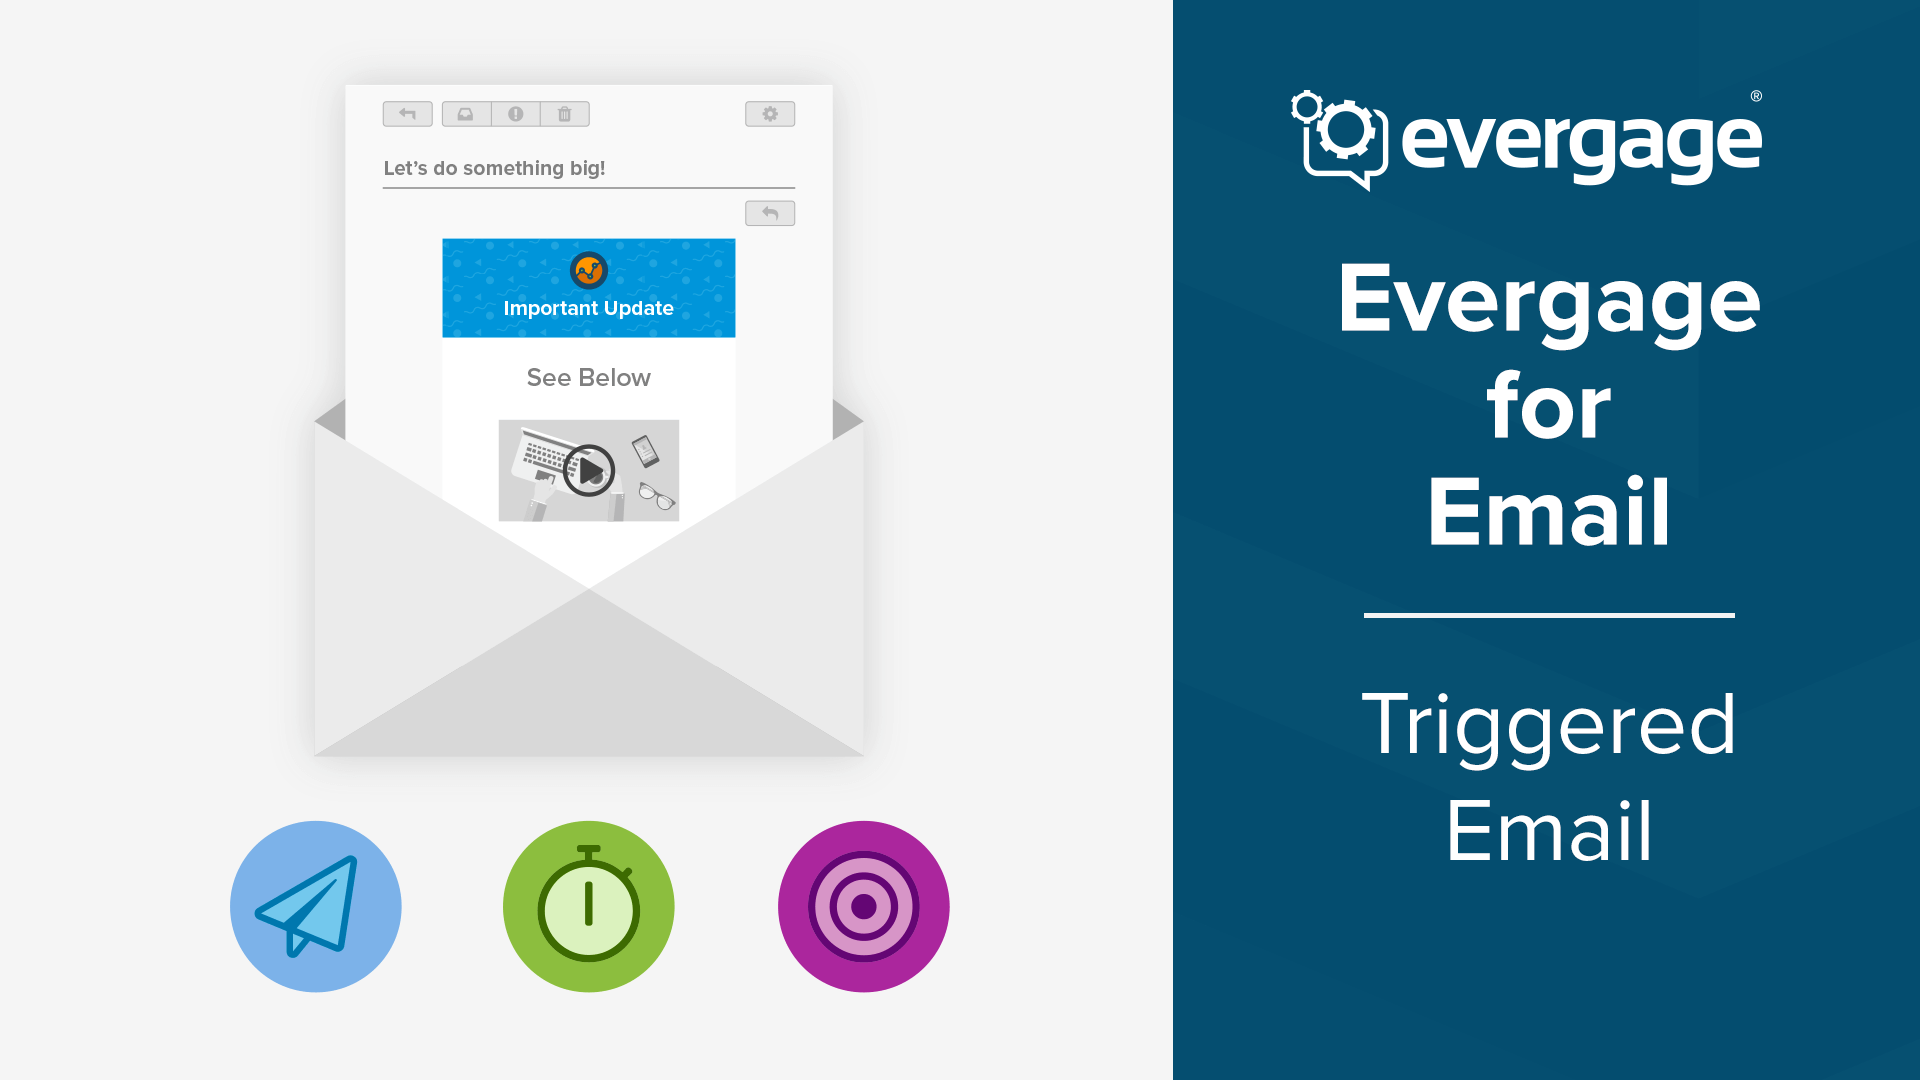 Let's do something big!
Important Update
See Below
evergage®
Evergage
for
Email
Triggered
Email